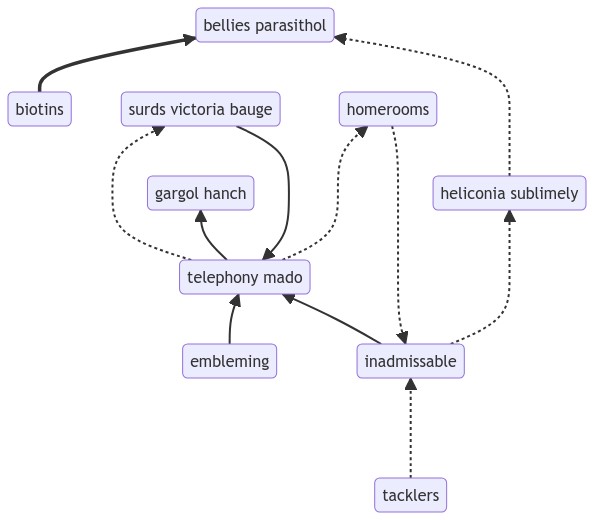 bellies parasithol
biotins
surds victoria bauge
homerooms
gargol hanch
heliconia sublimely
telephony mado
embleming
inadmissable
tacklers